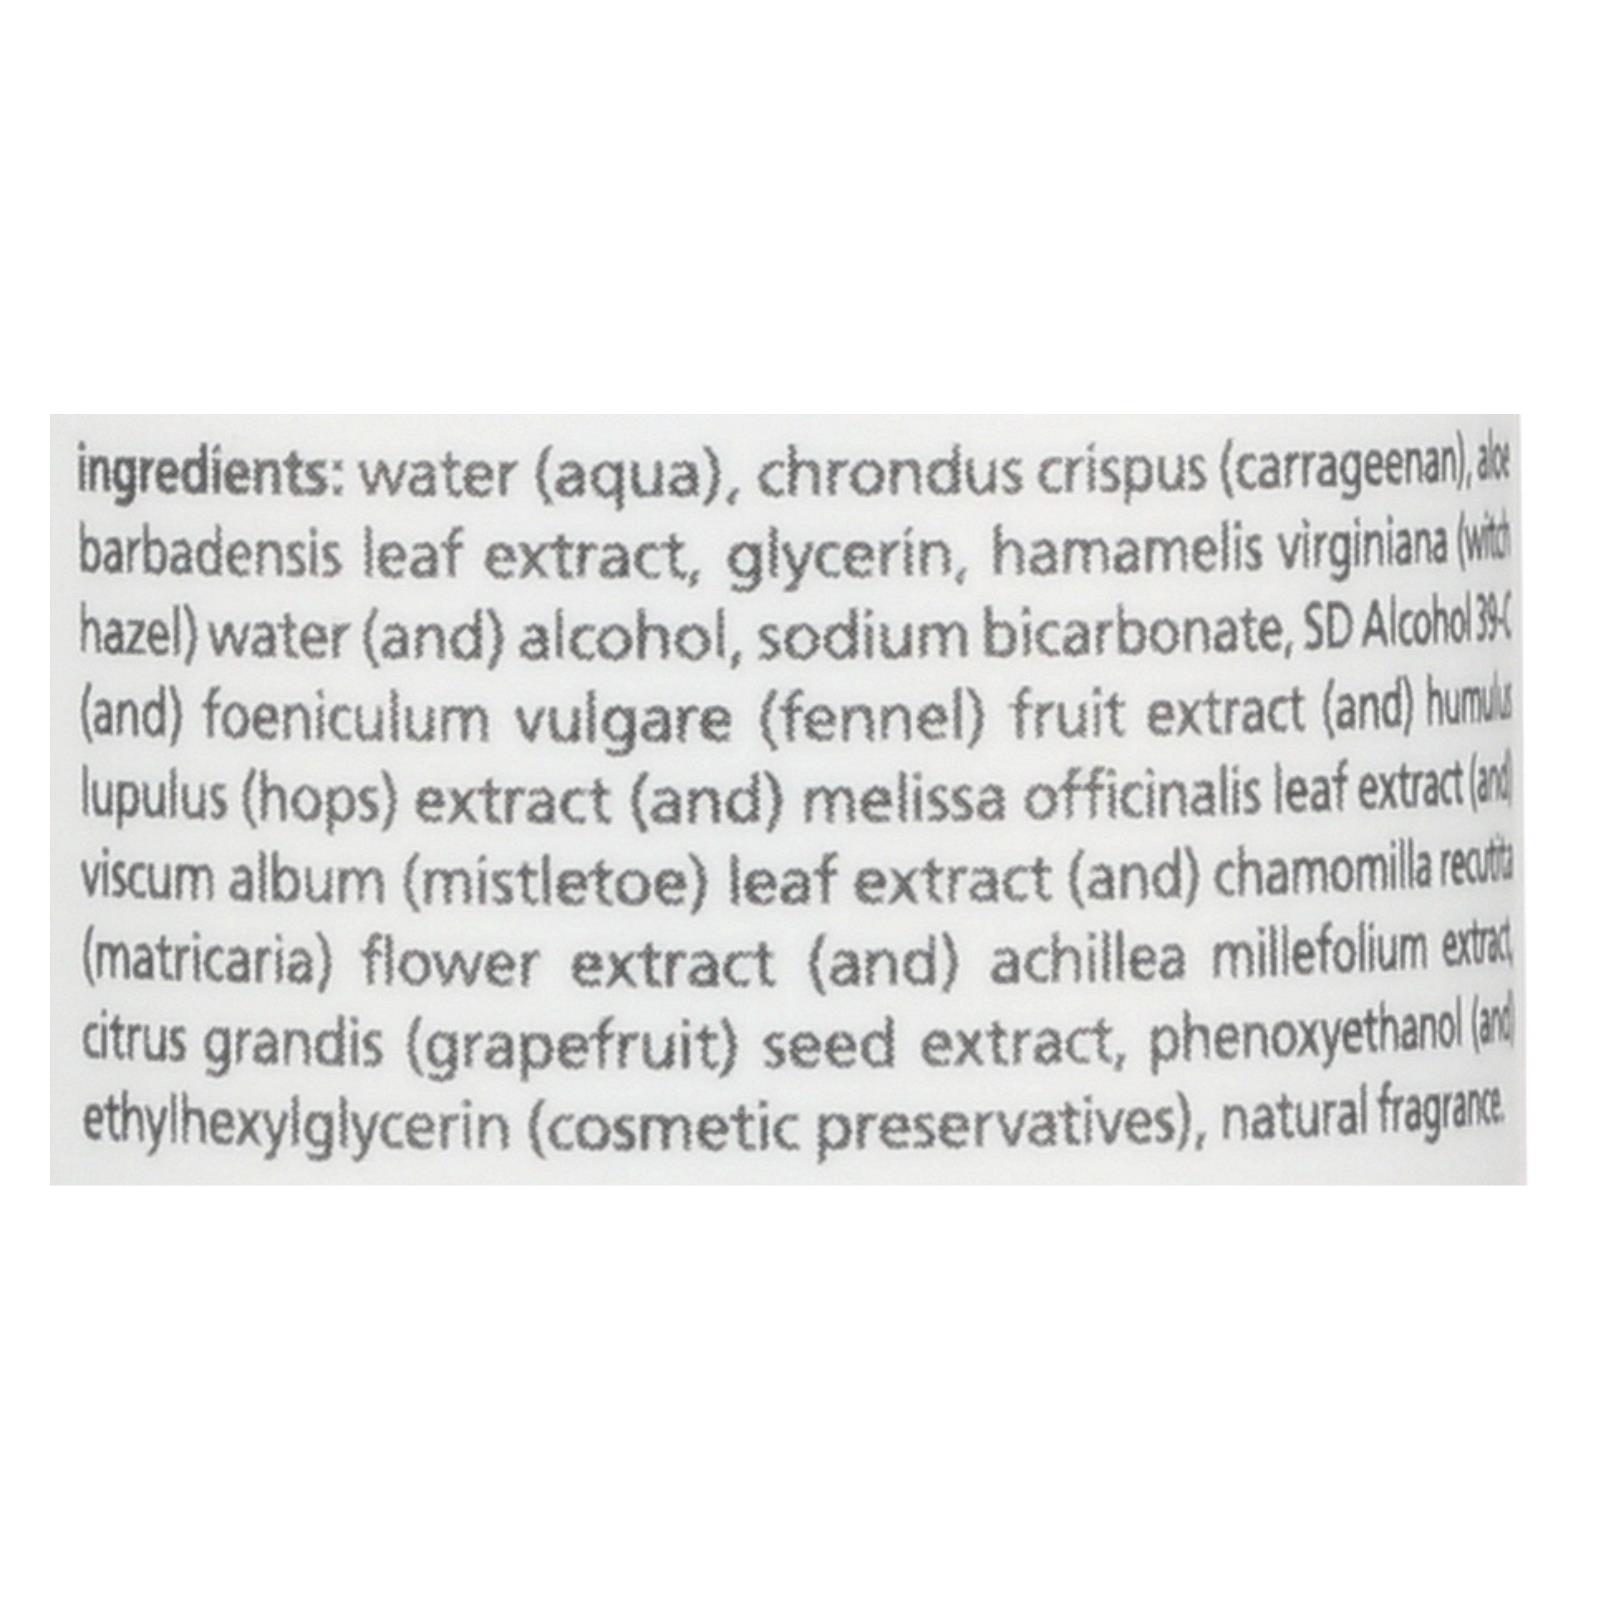 ingredients: water (aqua), chrondus crispus (carrageenan), aloe
barbadensis leaf extract, glycerin, hamamelis virginiana (witch
hazel) water (and) alcohol, sodium bicarbonate, SD Alcohol 39-C
(and) foeniculum vulgare (fennel) fruit extract (and) humulus
lupulus (hops) extract (and) melissa officinalis leaf extract (and)
viscum album (mistletoe) leaf extract (and) chamomilla recutita
(matricaria) flower extract (and) achillea millefolium extract,
citrus grandis (grapefruit) seed extract, phenoxyethanol (and)
ethylhexylglycerin (cosmetic preservatives), natural fragrance.